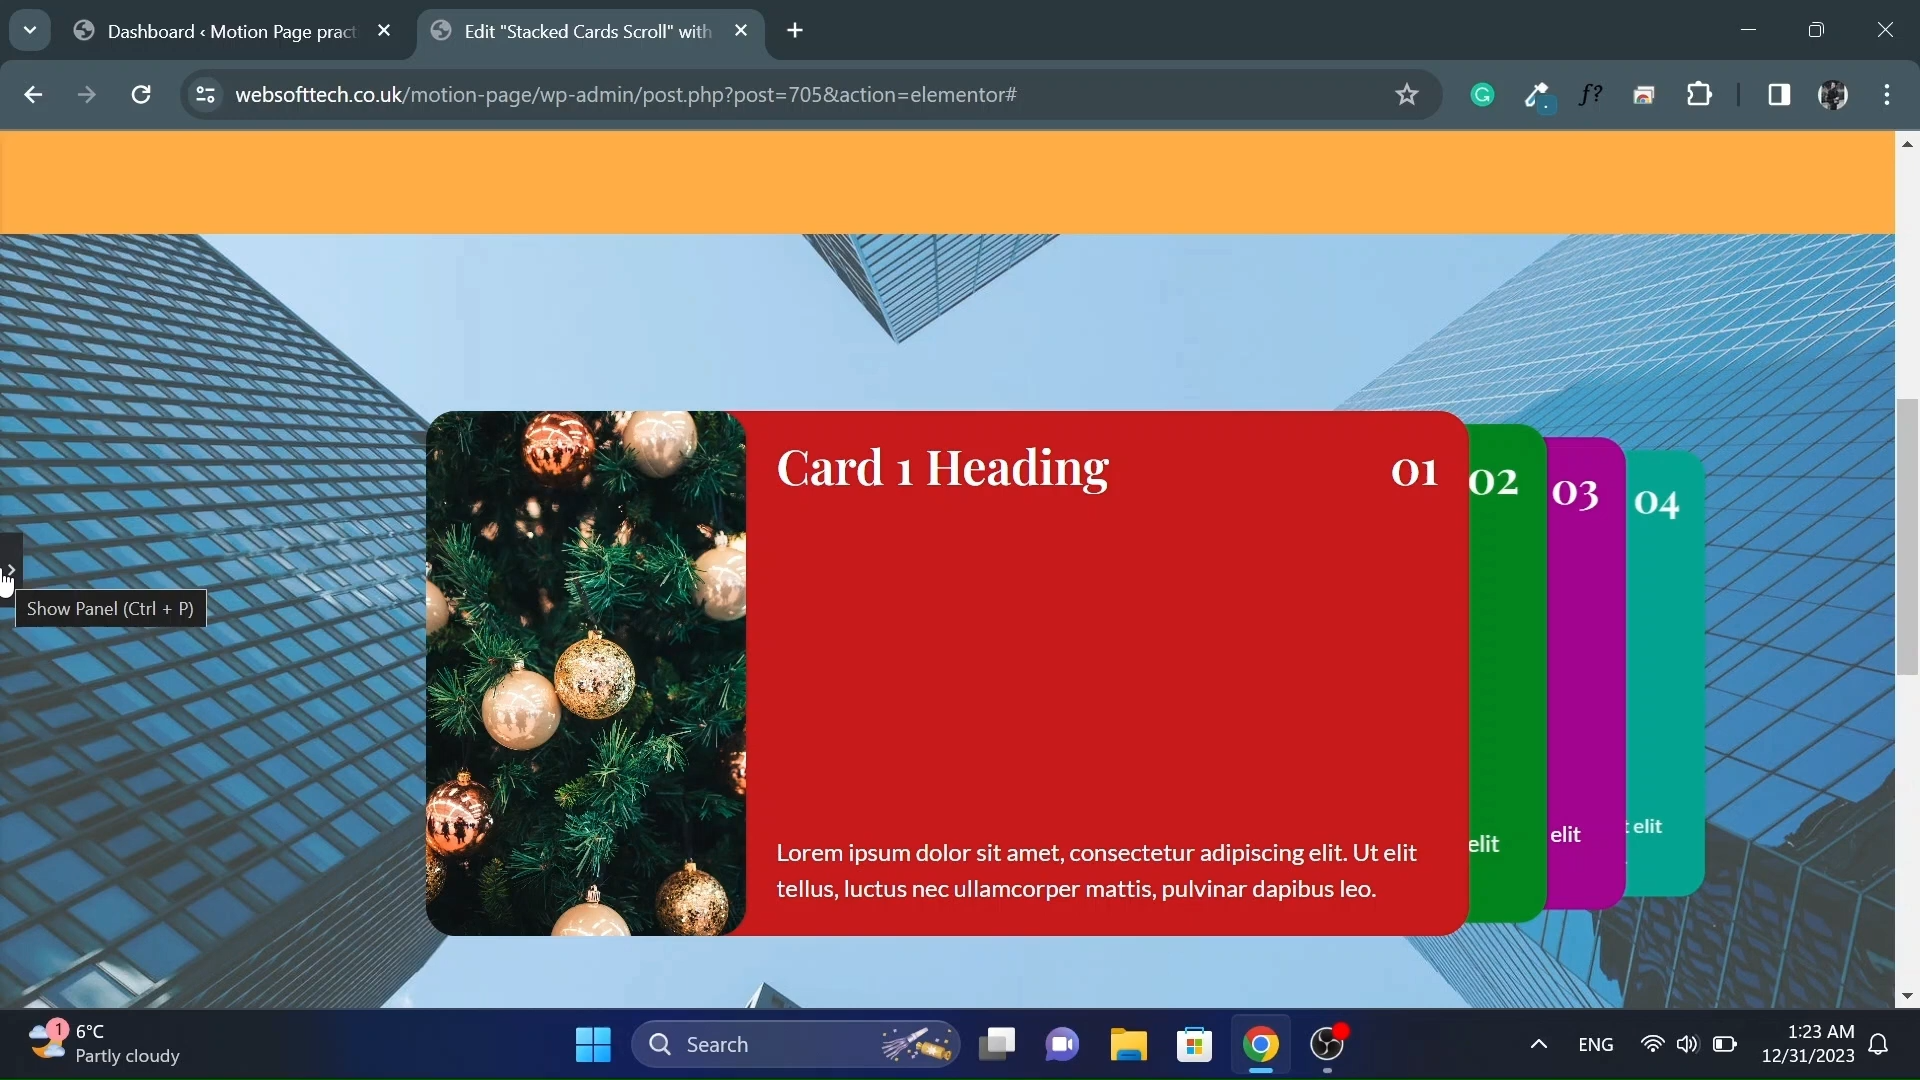 Dashboard ‹ Motion Page pract
Edit "Stacked Cards Scroll" with
websofttech.co.uk/motion-page/wp-admin/post.php?post=705&action=elementor#
f?
Card 1 Heading
01
02
03
04
Show Panel (Ctrl + P)
Lorem ipsum dolor sit amet, consectetur adipiscing elit. Ut elit
tellus, luctus nec ullamcorper mattis, pulvinar dapibus leo.
elit
elit
t elit
1
6°C
Partly cloudy
Search
ENG
1:23 AM
12/31/2023